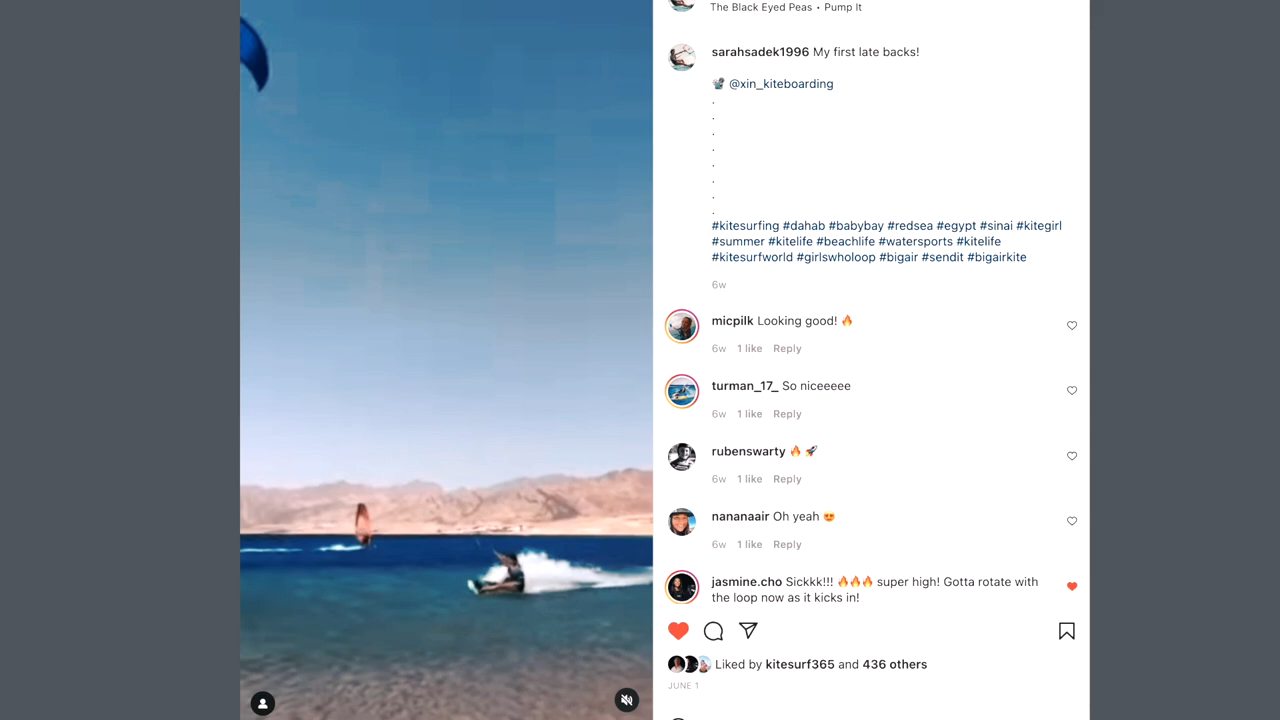 The Black Eyed Peas • Pump It
sarahsadek1996 My first late backs!
📽 @xin_kiteboarding
.
.
.
.
.
.
.
.
#kitesurfing #dahab #babybay #redsea #egypt #sinai #kitegirl
#summer #kitelife #beachlife #watersports #kitelife
#kitesurfworld #girlswholoop #bigair #sendit #bigairkite
6w
micpilk Looking good! 🔥
6w 1 like Reply
turman_17_ So niceeeee
6w 1 like Reply
rubenswarty 🔥 🚀
6w 1 like Reply
nananaair Oh yeah 😍
6w 1 like Reply
jasmine.cho Sickkk!!! 🔥🔥🔥 super high! Gotta rotate with
the loop now as it kicks in!
Liked by kitesurf365 and 436 others
JUNE 1